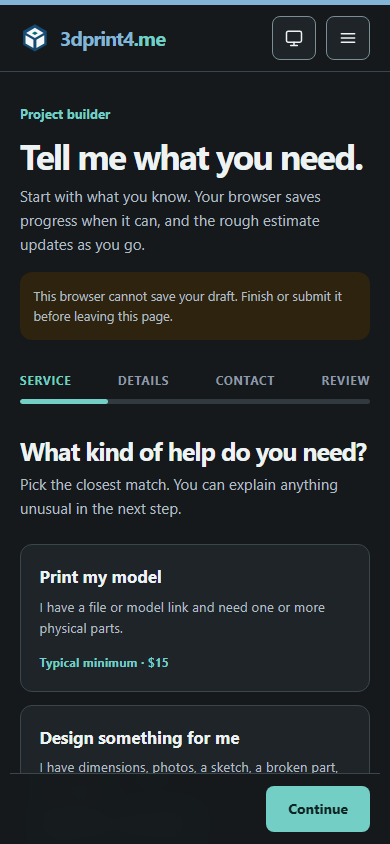 3dprint4.me
Project builder
Tell me what you need.
Start with what you know. Your browser saves
progress when it can, and the rough estimate
updates as you go.
This browser cannot save your draft. Finish or submit it
before leaving this page.
SERVICE DETAILS CONTACT REVIEW
What kind of help do you need?
Pick the closest match. You can explain anything
unusual in the next step.
Print my model
I have a file or model link and need one or more
physical parts.
Typical minimum · $15
Design something for me
I have dimensions, photos, a sketch, a broken part,
Continue